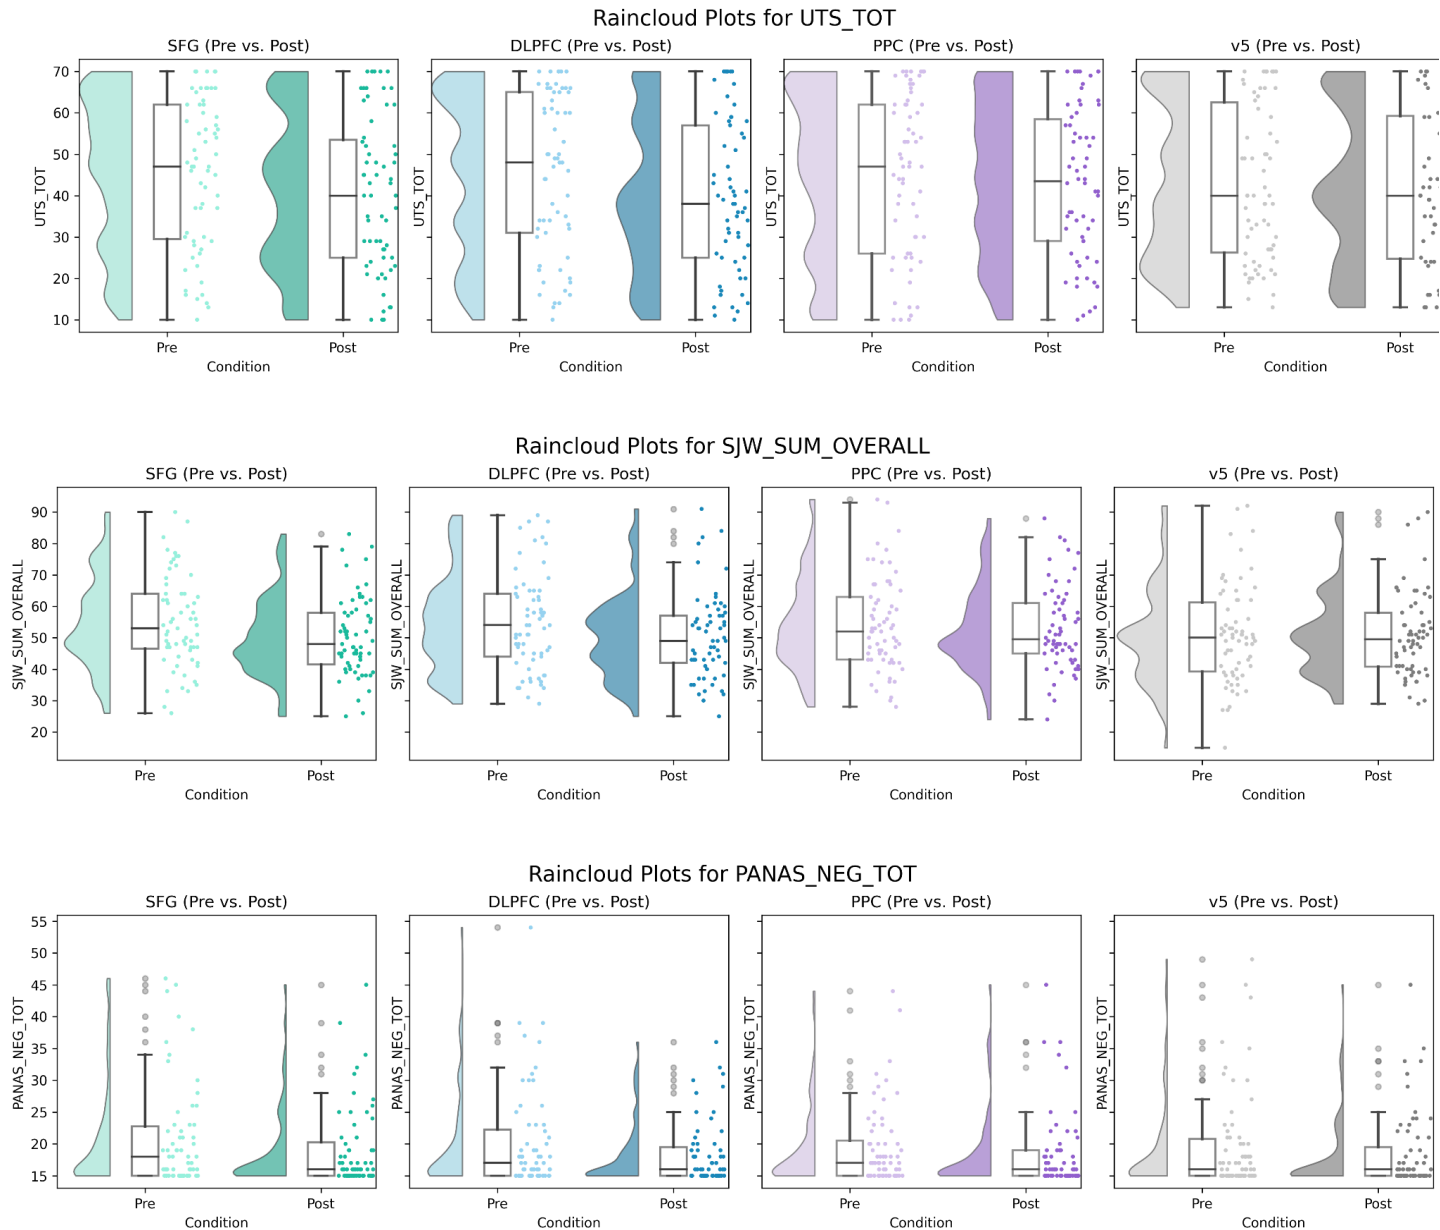 Raincloud Plots for UTS_TOT
SFG (Pre vs. Post)
DLPFC (Pre vs. Post)
PPC (Pre vs. Post)
v5 (Pre vs. Post)
70
60
50
40
30
20
10
UTS_TOT
UTS_TOT
UTS_TOT
UTS_TOT
Pre
Post
Pre
Post
Pre
Post
Pre
Post
Condition
Condition
Condition
Condition
Raincloud Plots for SJW_SUM_OVERALL
SFG (Pre vs. Post)
DLPFC (Pre vs. Post)
PPC (Pre vs. Post)
v5 (Pre vs. Post)
90
80
70
60
50
40
30
20
SJW_SUM_OVERALL
SJW_SUM_OVERALL
SJW_SUM_OVERALL
SJW_SUM_OVERALL
Pre
Post
Pre
Post
Pre
Post
Pre
Post
Condition
Condition
Condition
Condition
Raincloud Plots for PANAS_NEG_TOT
SFG (Pre vs. Post)
DLPFC (Pre vs. Post)
PPC (Pre vs. Post)
v5 (Pre vs. Post)
55
50
45
40
35
30
25
20
15
PANAS_NEG_TOT
PANAS_NEG_TOT
PANAS_NEG_TOT
PANAS_NEG_TOT
Pre
Post
Pre
Post
Pre
Post
Pre
Post
Condition
Condition
Condition
Condition